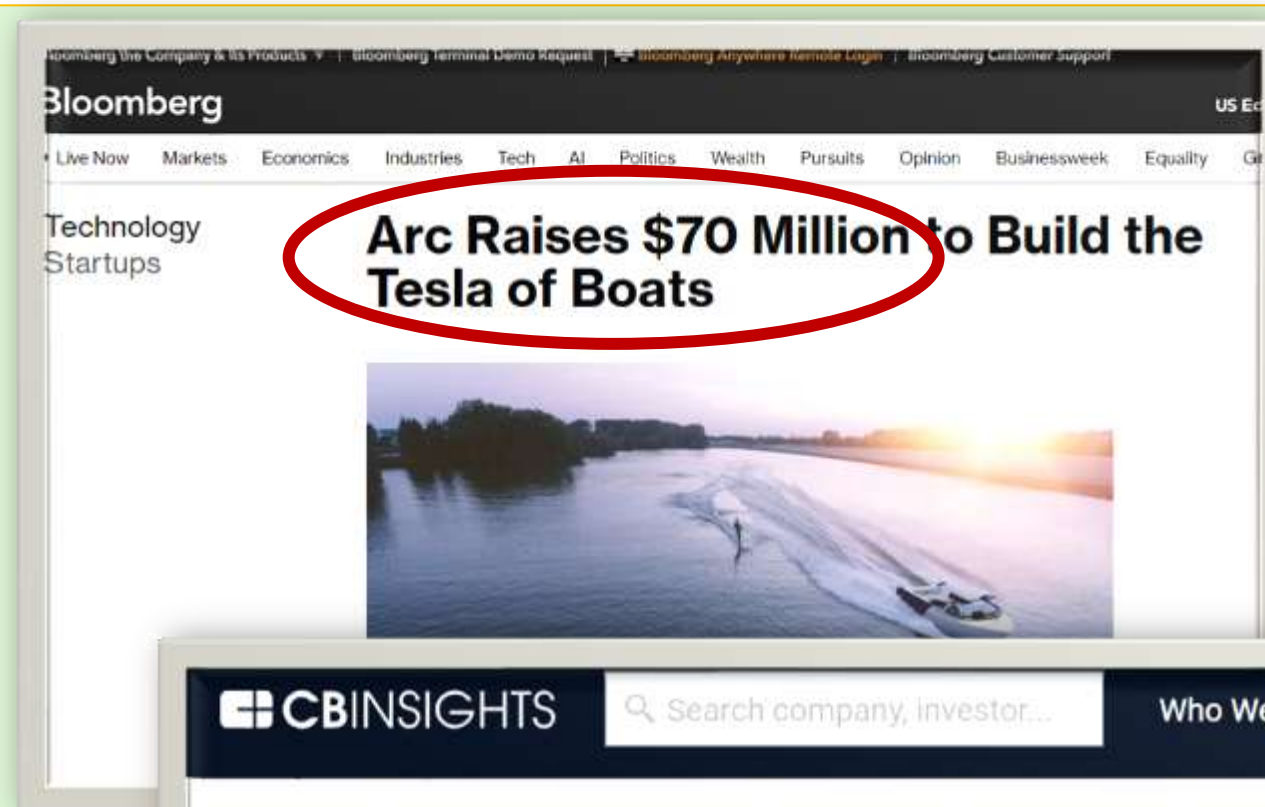 Bloomberg the Company & Its Products ▼ | Bloomberg Terminal Demo Request | Bloomberg Anywhere Remote Login | Bloomberg Customer Support
Bloomberg
US
• Live Now Markets Economics Industries Tech AI Politics Wealth Pursuits Opinion Businessweek Equality
Technology
Startups
Arc Raises $70 Million to Build the
Tesla of Boats
CBINSIGHTS
Search company, investor...
Who We